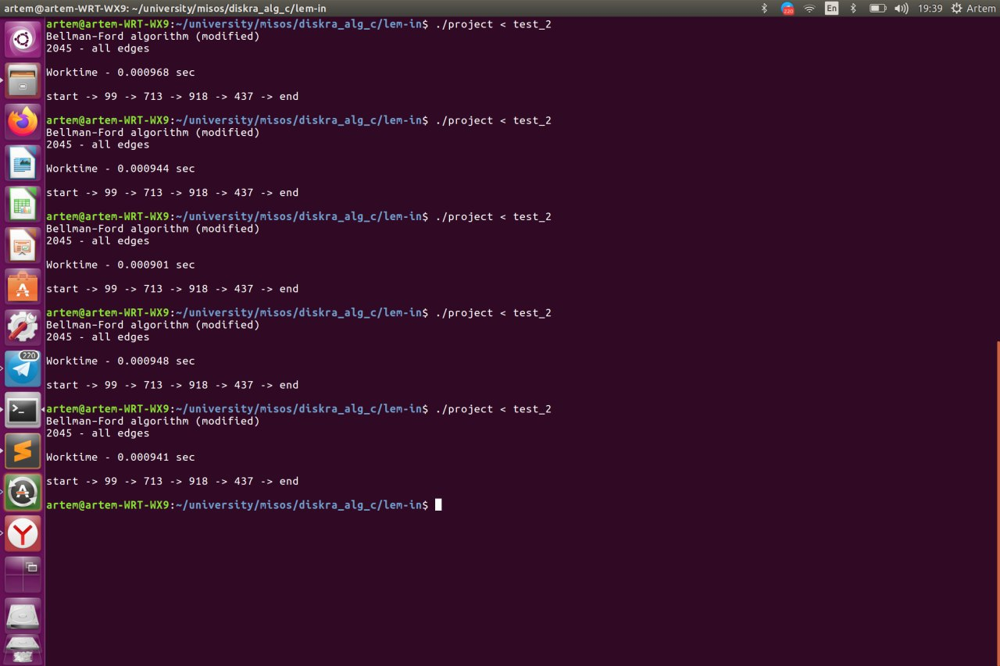 artem@artem-WRT-WX9: ~/university/misos/diskra_alg_c/lem-in
220
En
19:39
Artem
artem@artem-WRT-WX9:~/university/misos/diskra_alg_c/lem-in$ ./project < test_2
Bellman-Ford algorithm (modified)
2045 - all edges
Worktime - 0.000968 sec
start -> 99 -> 713 -> 918 -> 437 -> end
artem@artem-WRT-WX9:~/university/misos/diskra_alg_c/lem-in$ ./project < test_2
Bellman-Ford algorithm (modified)
2045 - all edges
Worktime - 0.000944 sec
start -> 99 -> 713 -> 918 -> 437 -> end
artem@artem-WRT-WX9:~/university/misos/diskra_alg_c/lem-in$ ./project < test_2
Bellman-Ford algorithm (modified)
2045 - all edges
Worktime - 0.000901 sec
start -> 99 -> 713 -> 918 -> 437 -> end
artem@artem-WRT-WX9:~/university/misos/diskra_alg_c/lem-in$ ./project < test_2
Bellman-Ford algorithm (modified)
2045 - all edges
Worktime - 0.000948 sec
start -> 99 -> 713 -> 918 -> 437 -> end
220
artem@artem-WRT-WX9:~/university/misos/diskra_alg_c/lem-in$ ./project < test_2
Bellman-Ford algorithm (modified)
2045 - all edges
Worktime - 0.000941 sec
start -> 99 -> 713 -> 918 -> 437 -> end
artem@artem-WRT-WX9:~/university/misos/diskra_alg_c/lem-in$